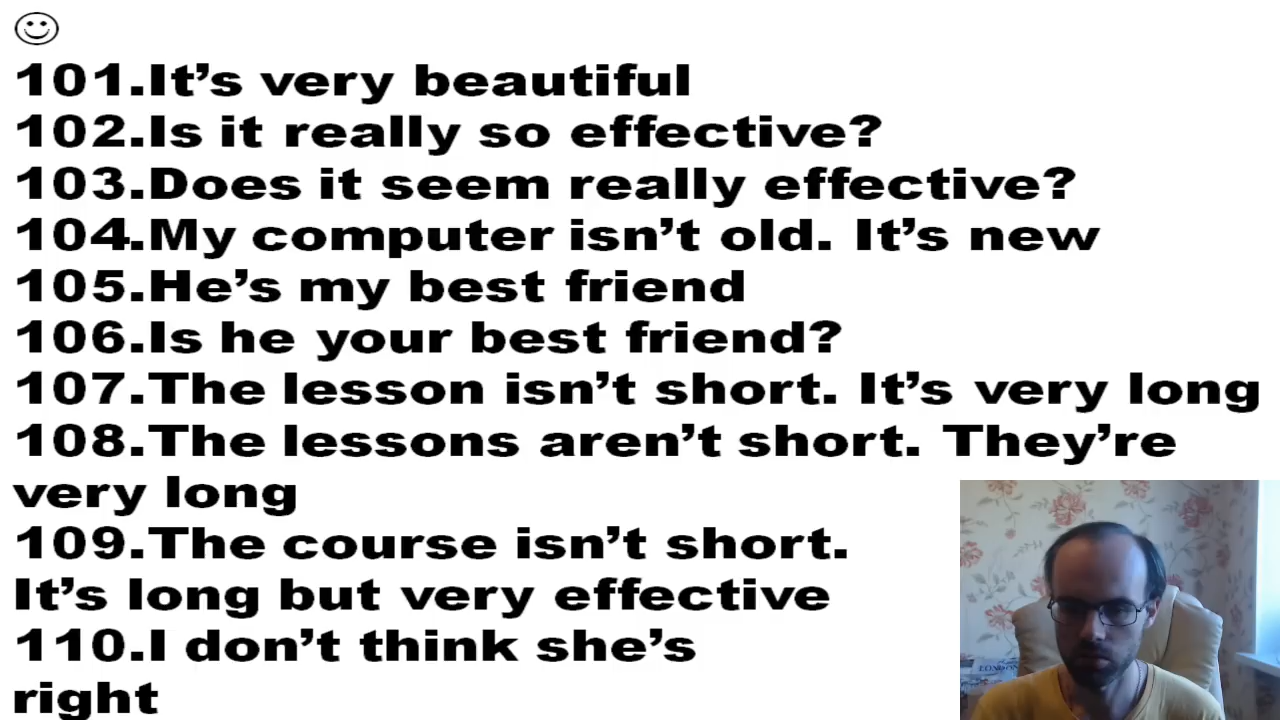 101.It's very beautiful
102.Is it really so effective?
103.Does it seem really effective?
104.My computer isn't old. It's new
105.He's my best friend
106.Is he your best friend?
107.The lesson isn't short. It's very long
108.The lessons aren't short. They're
very long
109.The course isn't short.
It's long but very effective
110.I don't think she's
right
LONDON